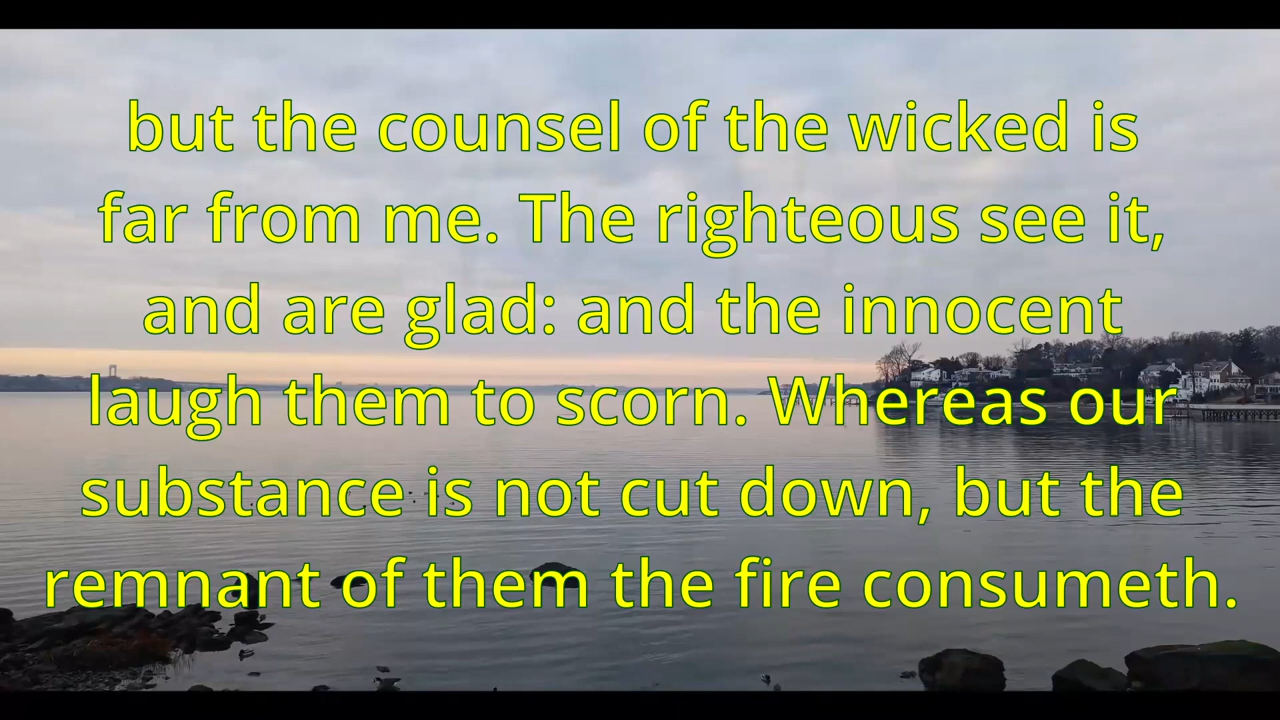 but the counsel of the wicked is
far from me. The righteous see it,
and are glad: and the innocent
laugh them to scorn. Whereas our
substance is not cut down, but the
remnant of them the fire consumeth.